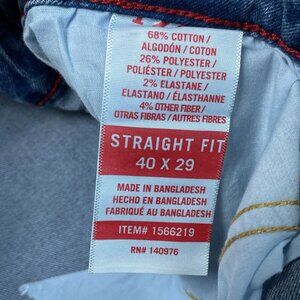 68% COTTON /
ALGODÓN / COTON
26% POLYESTER /
POLIÉSTER / POLYESTER
2% ELASTANE /
ELASTANO / ÉLASTHANNE
4% OTHER FIBER /
OTRAS FIBRAS / AUTRES FIBRES
STRAIGHT FIT
40 X 29
MADE IN BANGLADESH
HECHO EN BANGLADESH
FABRIQUÉ AU BANGLADESH
ITEM# 1566219
RN# 140976